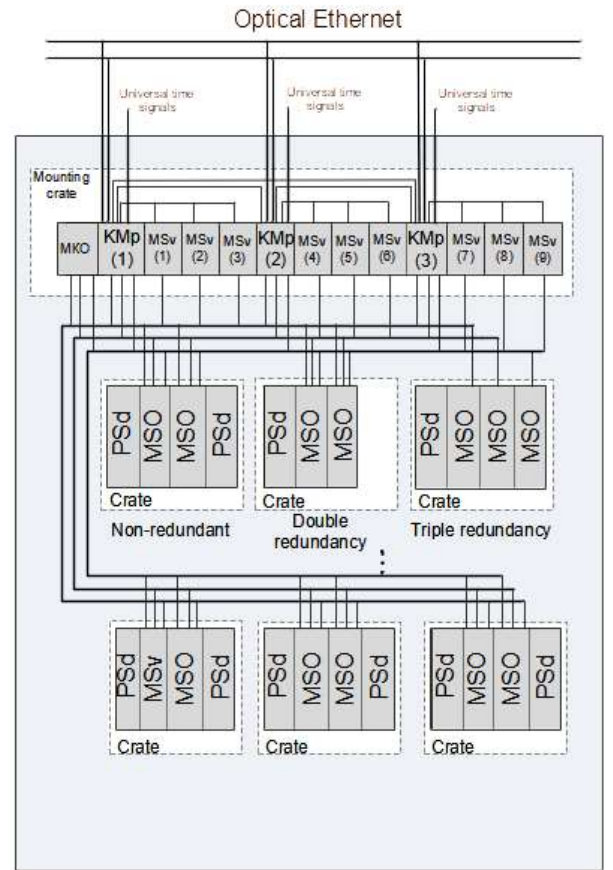 Optical Ethernet
Universal time
signals
Universal time
signals
Universal time
signals
Mounting
crate
MKO
KMp
(1)
MSv
(1)
MSv
(2)
MSv
(3)
KMp
(2)
MSv
(4)
MSv
(5)
MSv
(6)
KMp
(3)
MSv
(7)
MSv
(8)
MSv
(9)
PSd
MSO
MSO
PSd
Crate
Non-redundant
PSd
MSO
MSO
Crate
Double
redundancy
PSd
MSO
MSO
MSO
Crate
Triple redundancy
PSd
MSv
MSO
PSd
Crate
PSd
MSO
MSO
PSd
Crate
PSd
MSO
MSO
PSd
Crate